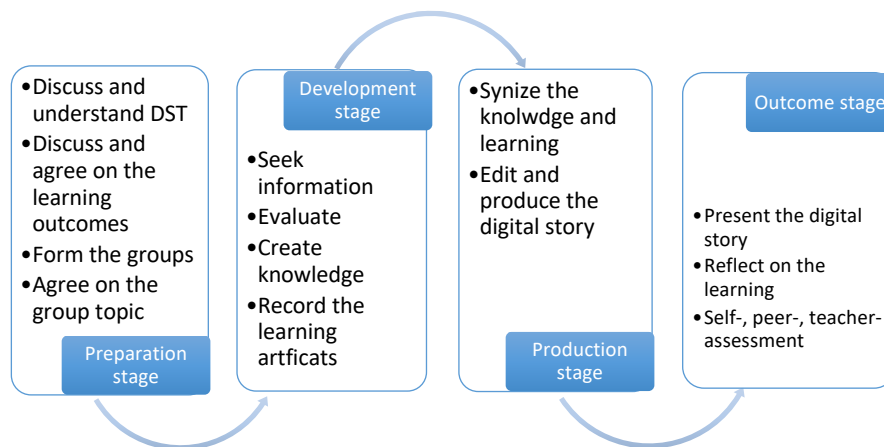 •Discuss and
understand DST
•Discuss and
agree on the
learning
outcomes
•Form the groups
•Agree on the
group topic
Preparation
stage
Development
stage
•Seek
information
•Evaluate
•Create
knowledge
•Record the
learning
artficats
•Synize the
knolwdge and
learning
•Edit and
produce the
digital story
Production
stage
Outcome stage
•Present the digital
story
•Reflect on the
learning
•Self-, peer-, teacher-
assessment